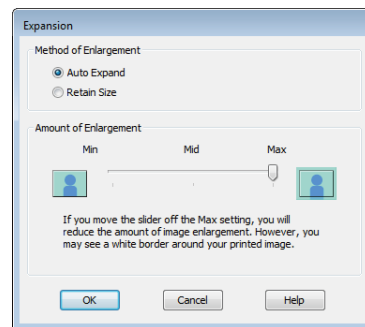 Expansion
Method of Enlargement
Auto Expand
Retain Size
Amount of Enlargement
Min Mid Max
If you move the slider off the Max setting, you will
reduce the amount of image enlargement. However, you
may see a white border around your printed image.
OK Cancel Help